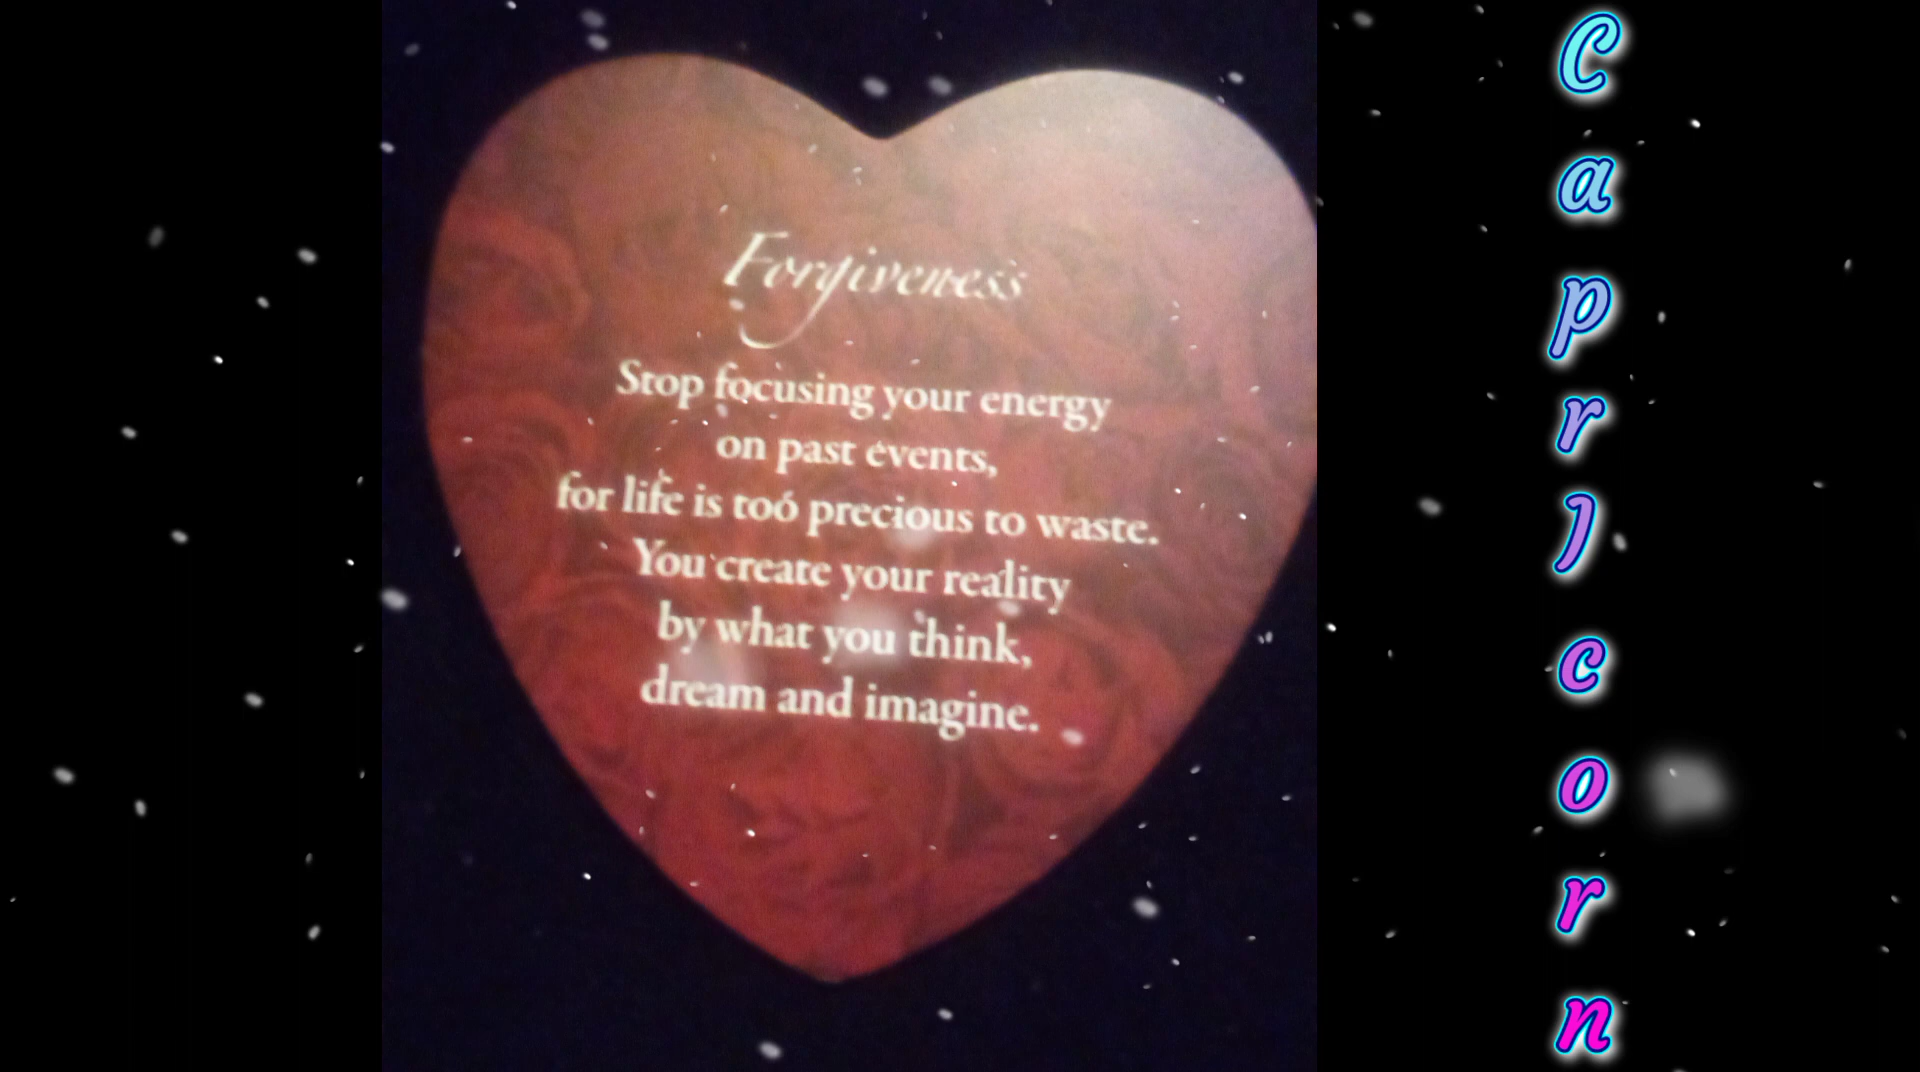 Forgiveness
Stop focusing your energy
on past events,
for life is too precious to waste.
You create your reality
by what you think,
dream and imagine.
CaprIcorn